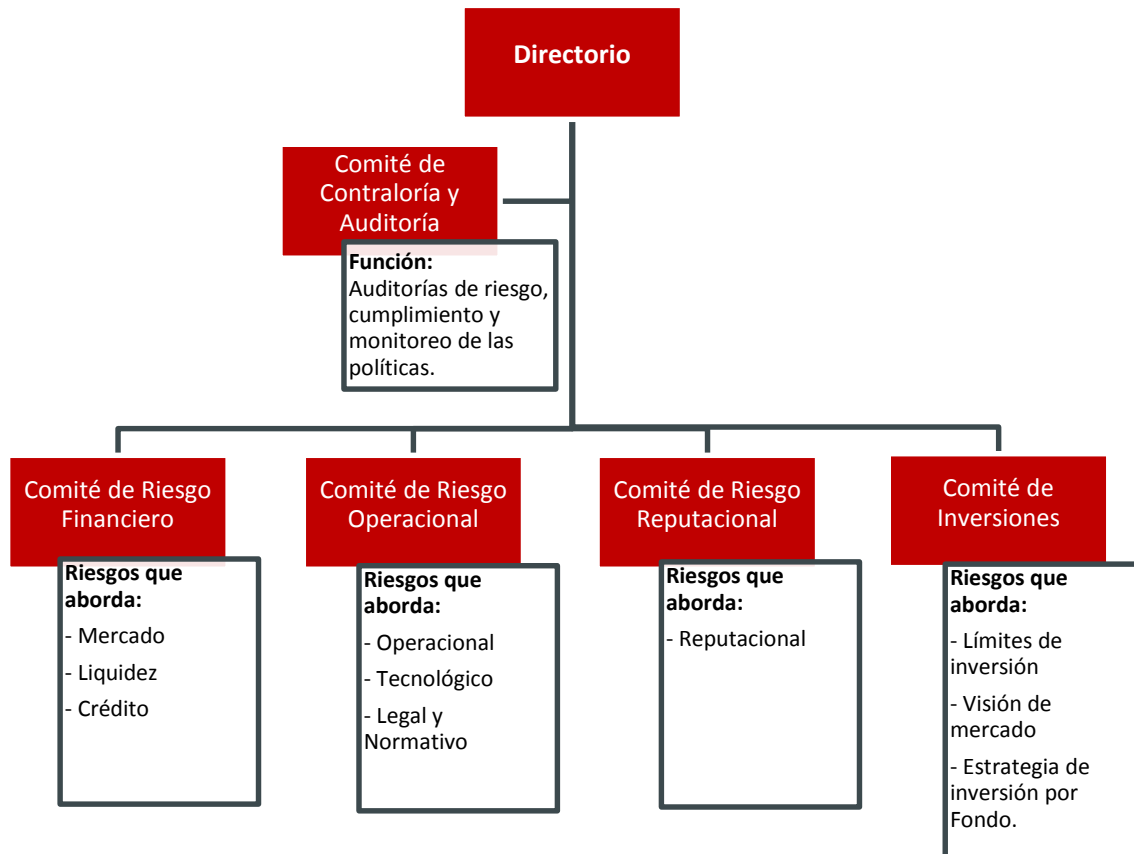 Directorio
Comité de
Contraloría y
Auditoría
Función:
Auditorías de riesgo,
cumplimiento y
monitoreo de las
políticas.
Comité de Riesgo
Financiero
Riesgos que
aborda:
- Mercado
- Liquidez
- Crédito
Comité de Riesgo
Operacional
Riesgos que
aborda:
- Operacional
- Tecnológico
- Legal y
Normativo
Comité de Riesgo
Reputacional
Riesgos que
aborda:
- Reputacional
Comité de
Inversiones
Riesgos que
aborda:
- Límites de
inversión
- Visión de
mercado
- Estrategia de
inversión por
Fondo.